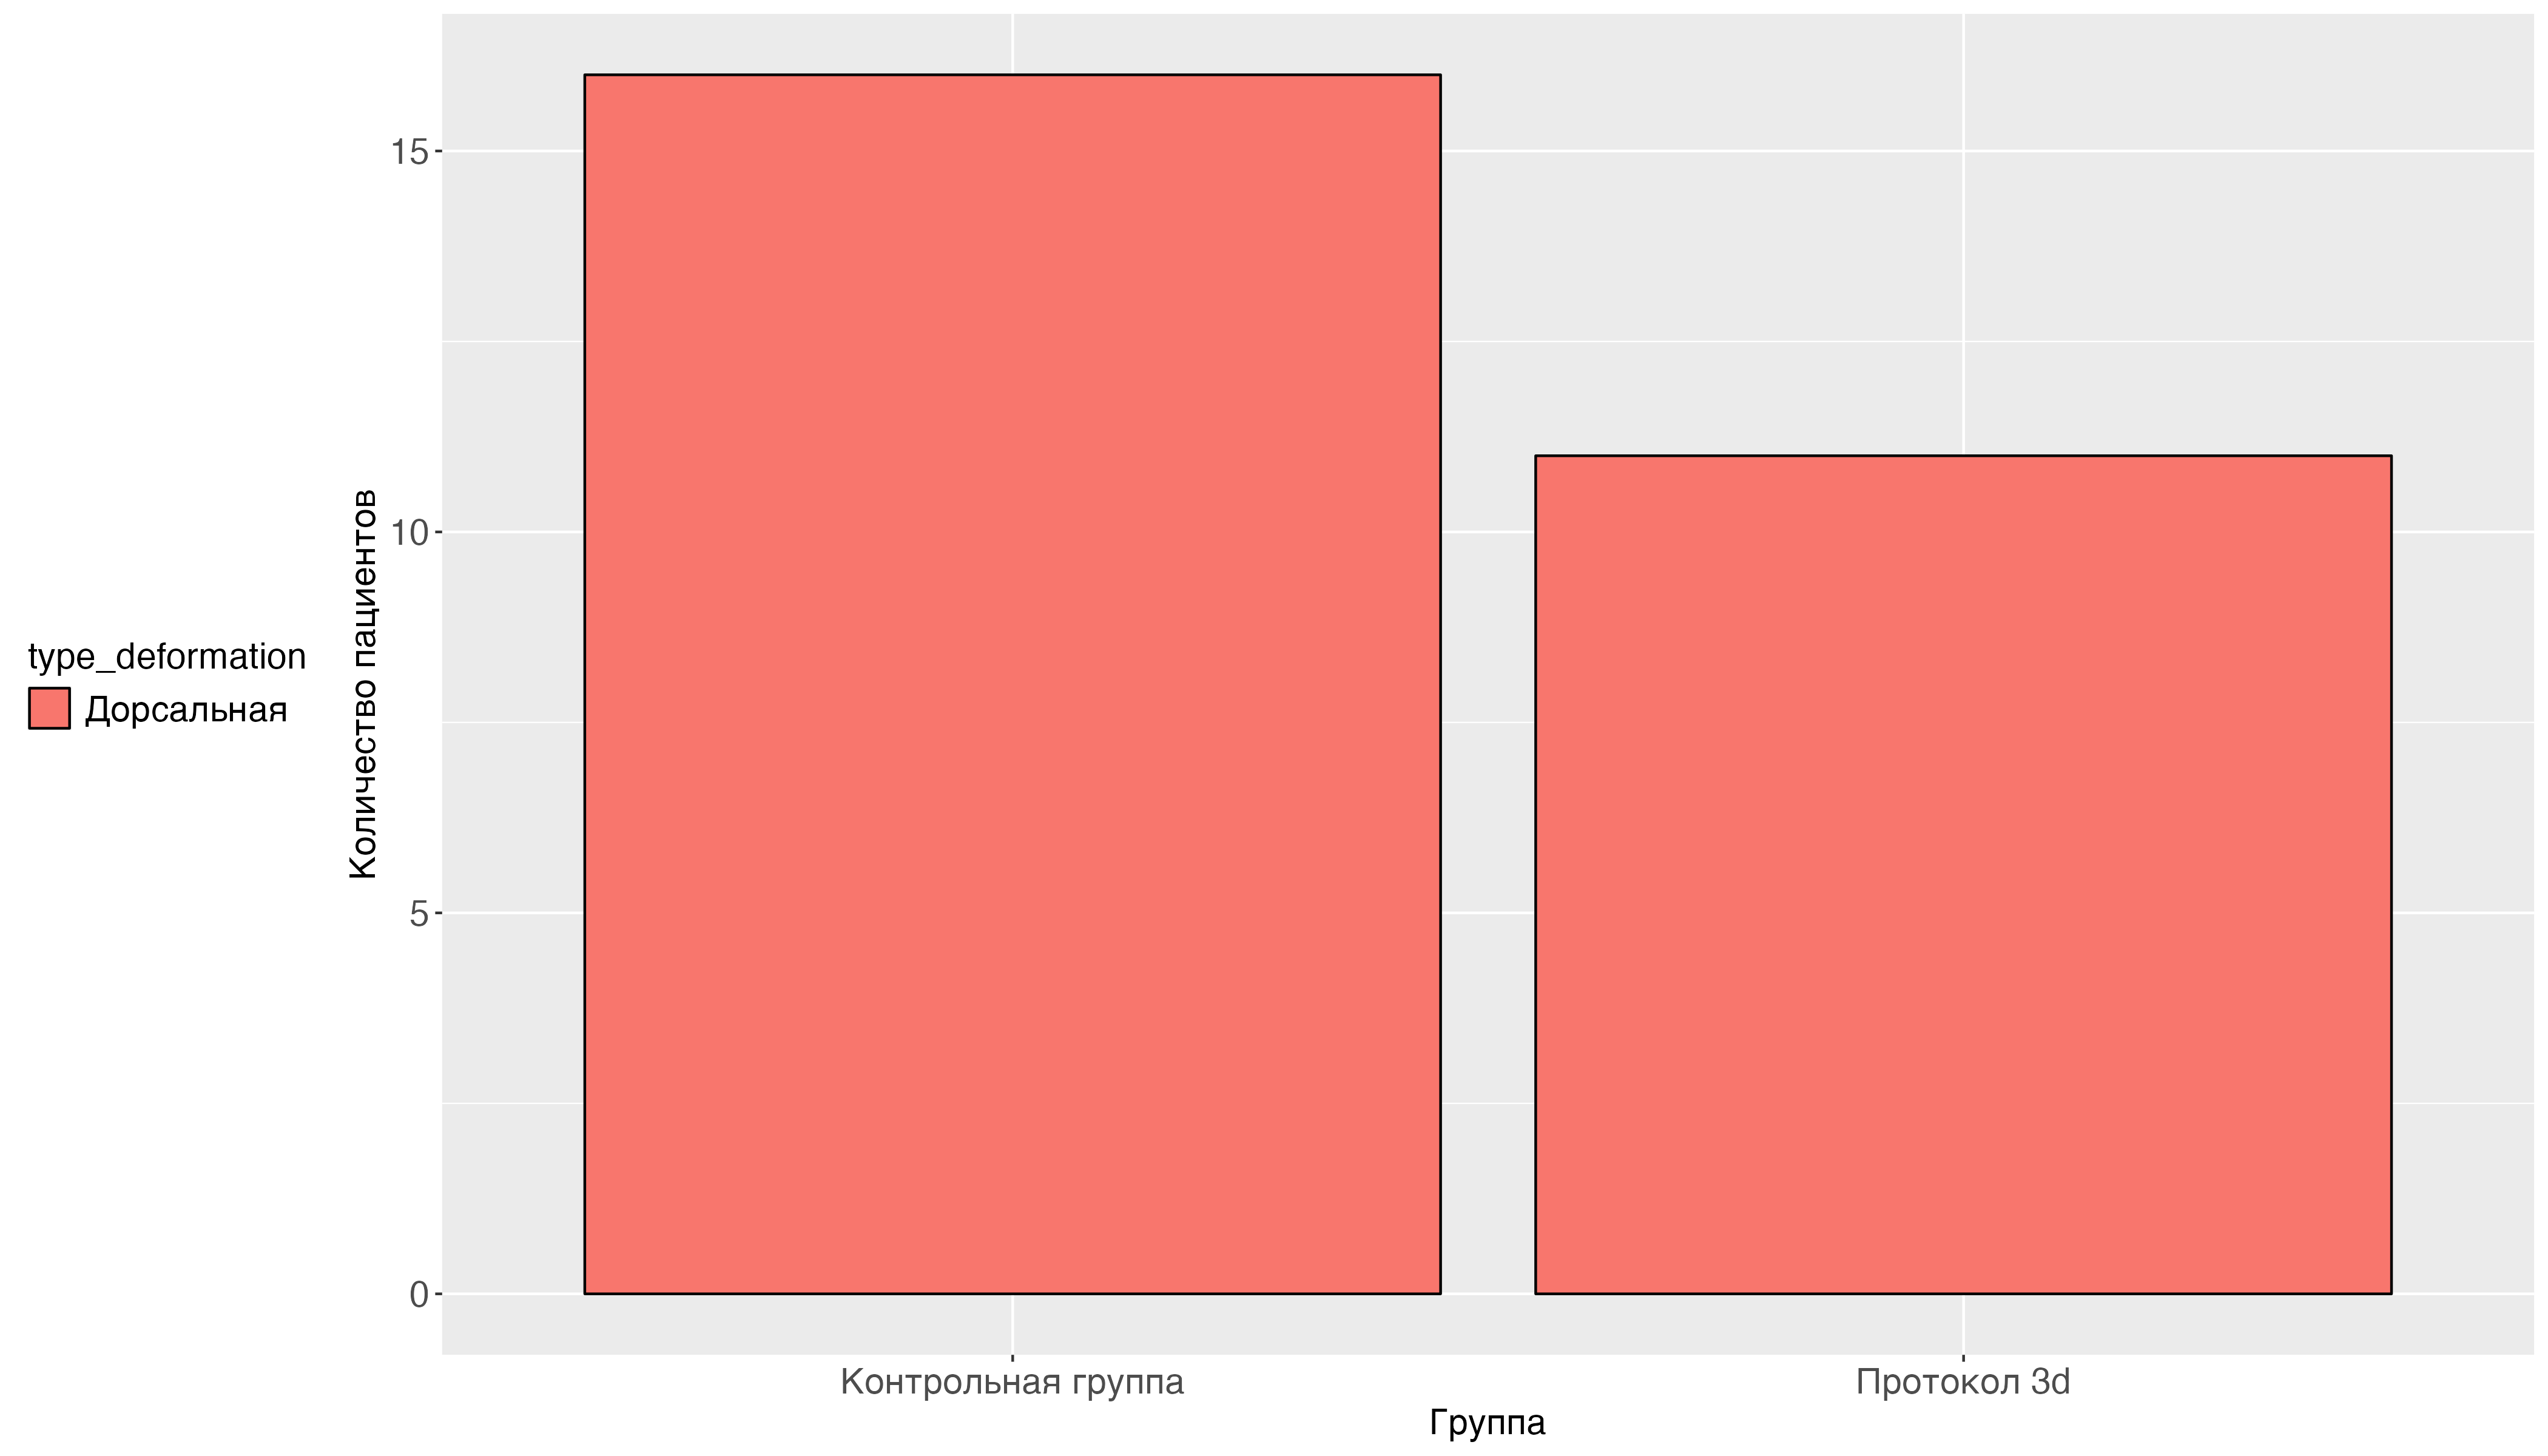 type_deformation
Дорсальная
Количество пациентов
15
10
5
0
Контрольная группа
Протокол 3d
Группа